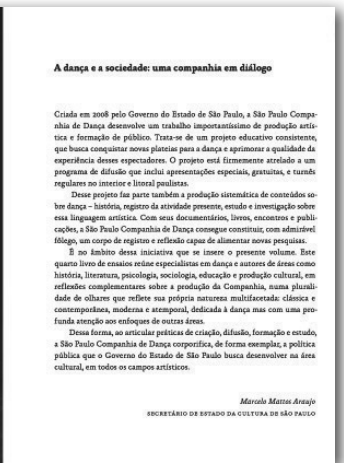 A dança e a sociedade: uma companhia em diálogo
Criada em 2008 pelo Governo do Estado de São Paulo, a São Paulo Compa-
nhia de Dança desenvolve um trabalho importantíssimo de produção artís-
tica e formação de público. Trata-se de um projeto educativo consistente,
que busca conquistar novas plateias para a dança e aprimorar a qualidade da
experiência desses espectadores. O projeto está firmemente atrelado a um
programa de difusão que inclui apresentações especiais, gratuitas, e turnês
regulares no interior e litoral paulistas.
Desse projeto faz parte também a produção sistemática de conteúdos so-
bre dança – história, registro da atividade presente, estudo e investigação sobre
essa linguagem artística. Com seus documentários, livros, encontros e publi-
cações, a São Paulo Companhia de Dança consegue constituir, com admirável
fôlego, um corpo de registro e reflexão capaz de alimentar novas pesquisas.
É no âmbito dessa iniciativa que se insere o presente volume. Este
quarto livro de ensaios reúne especialistas em dança e autores de áreas como
história, literatura, psicologia, sociologia, educação e produção cultural, em
reflexões complementares sobre a produção da Companhia, numa plurali-
dade de olhares que reflete sua própria natureza multifacetada: clássica e
contemporânea, moderna e atemporal, dedicada à dança mas com uma pro-
funda atenção aos enfoques de outras áreas.
Dessa forma, ao articular práticas de criação, difusão, formação e estudo,
a São Paulo Companhia de Dança corporifica, de forma exemplar, a política
pública que o Governo do Estado de São Paulo busca desenvolver na área
cultural, em todos os campos artísticos.
Marcelo Mattos Araujo
SECRETÁRIO DE ESTADO DA CULTURA DE SÃO PAULO